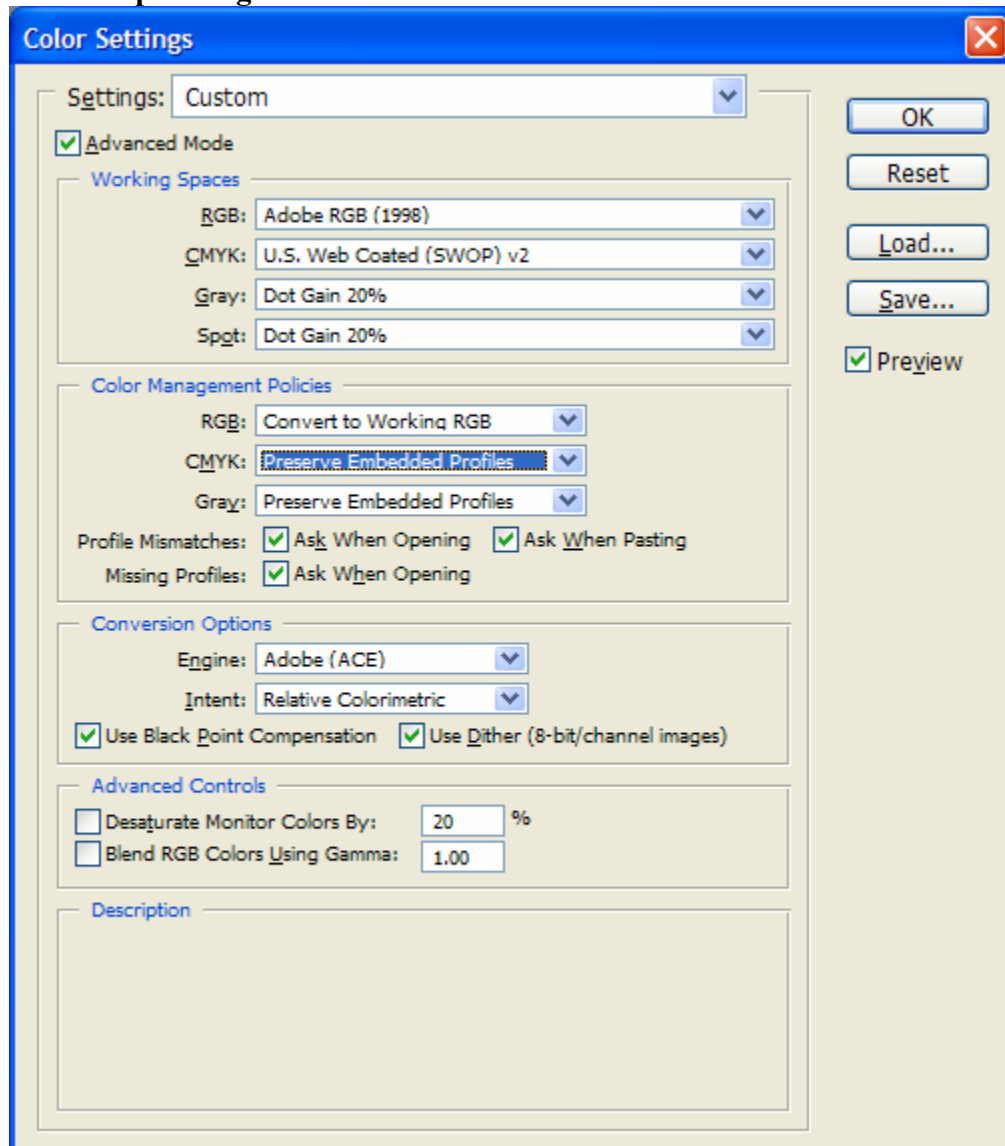 Color Settings
Settings: Custom
OK
Advanced Mode
Reset
Working Spaces
RGB: Adobe RGB (1998)
CMYK: U.S. Web Coated (SWOP) v2
Load...
Gray: Dot Gain 20%
Save...
Spot: Dot Gain 20%
Preview
Color Management Policies
RGB: Convert to Working RGB
CMYK: Preserve Embedded Profiles
Gray: Preserve Embedded Profiles
Profile Mismatches: Ask When Opening Ask When Pasting
Missing Profiles: Ask When Opening
Conversion Options
Engine: Adobe (ACE)
Intent: Relative Colorimetric
Use Black Point Compensation Use Dither (8-bit/channel images)
Advanced Controls
Desaturate Monitor Colors By: 20 %
Blend RGB Colors Using Gamma: 1.00
Description